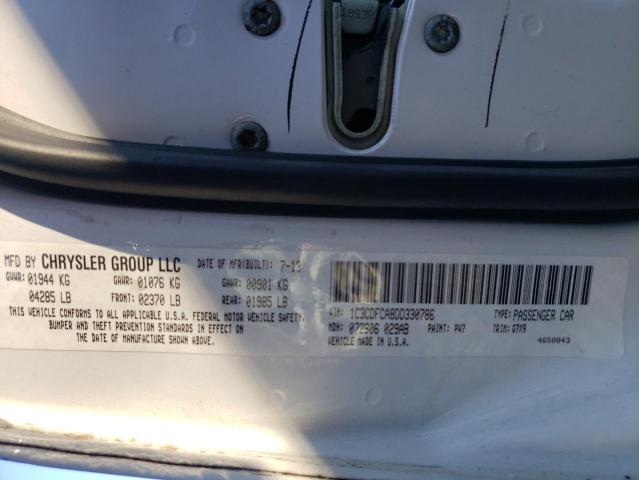 MFD BY CHRYSLER GROUP LLC DATE OF MFR(BUILT): 7-13
GVWR: 01944 KG GAWR: 01076 KG GAWR: 00901 KG
04285 LB FRONT: 02370 LB REAR: 01985 LB
THIS VEHICLE CONFORMS TO ALL APPLICABLE U.S.A. FEDERAL MOTOR VEHICLE SAFETY,
BUMPER AND THEFT PREVENTION STANDARDS IN EFFECT ON
THE DATE OF MANUFACTURE SHOWN ABOVE.
VIN: 1C3CDFCA8DD330786 TYPE: PASSENGER CAR
MDH: 072906 029AB PAINT: PW7 TRIM: G7X9
VEHICLE MADE IN U.S.A. 4658843